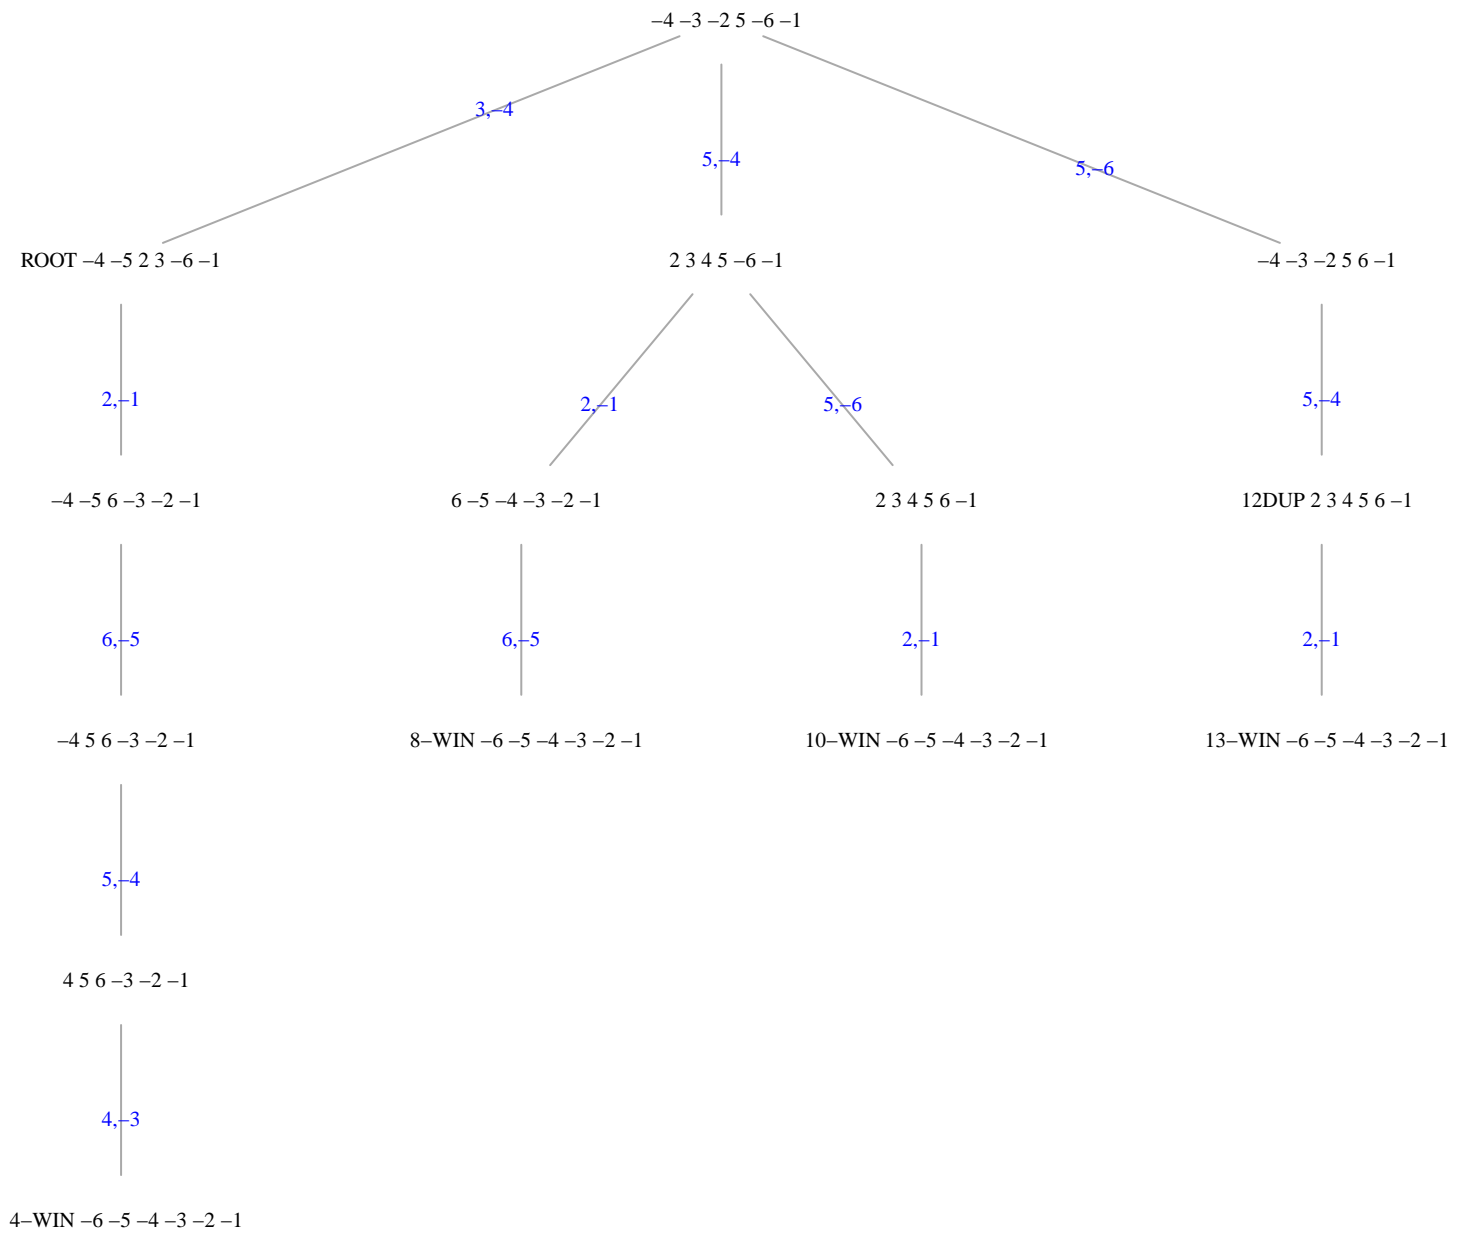 –4 –3 –2 5 –6 –1
3,–4
5,–4
5,–6
ROOT –4 –5 2 3 –6 –1
2 3 4 5 –6 –1
–4 –3 –2 5 6 –1
2,–1
2,–1
5,–6
5,–4
–4 –5 6 –3 –2 –1
6 –5 –4 –3 –2 –1
2 3 4 5 6 –1
12DUP 2 3 4 5 6 –1
6,–5
6,–5
2,–1
2,–1
–4 5 6 –3 –2 –1
8–WIN –6 –5 –4 –3 –2 –1
10–WIN –6 –5 –4 –3 –2 –1
13–WIN –6 –5 –4 –3 –2 –1
5,–4
4 5 6 –3 –2 –1
4,–3
4–WIN –6 –5 –4 –3 –2 –1